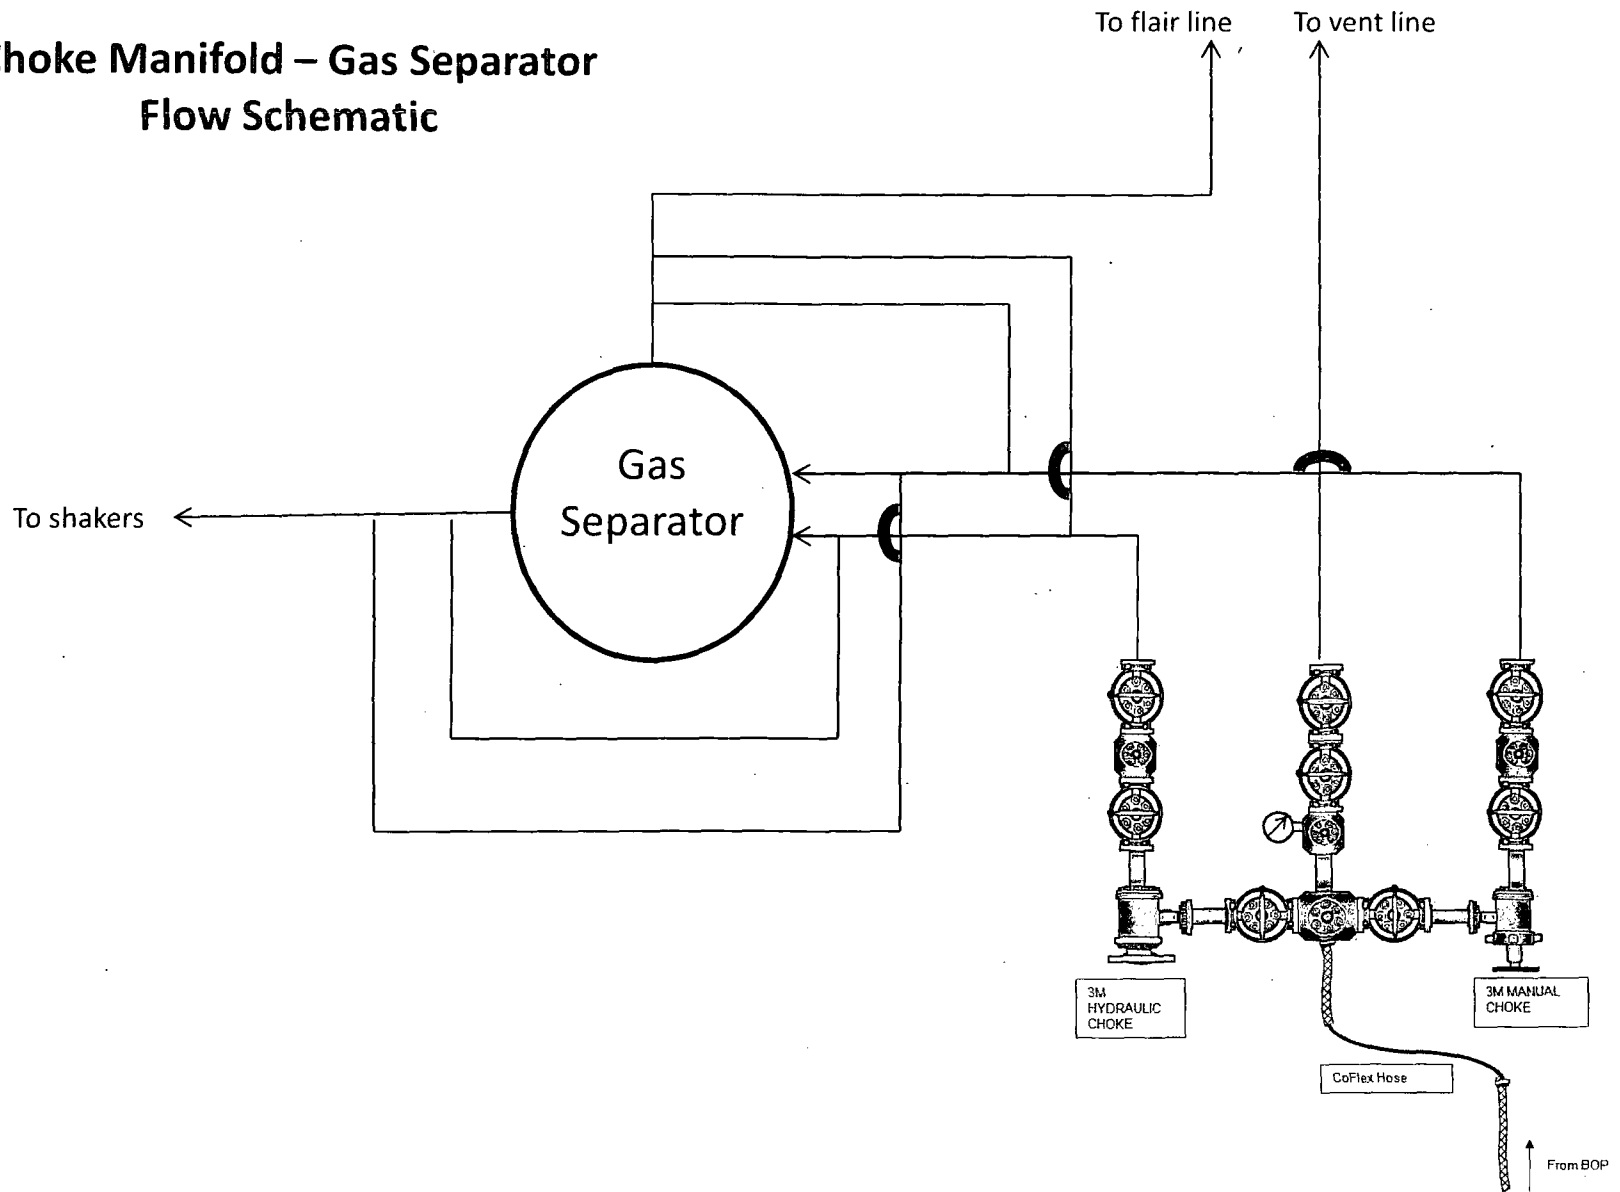 To flair line
To vent line
hoke Manifold – Gas Separator
Flow Schematic
Gas
Separator
To shakers
3M
HYDRAULIC
CHOKE
3M MANUAL
CHOKE
CoFlex Hose
From BOP